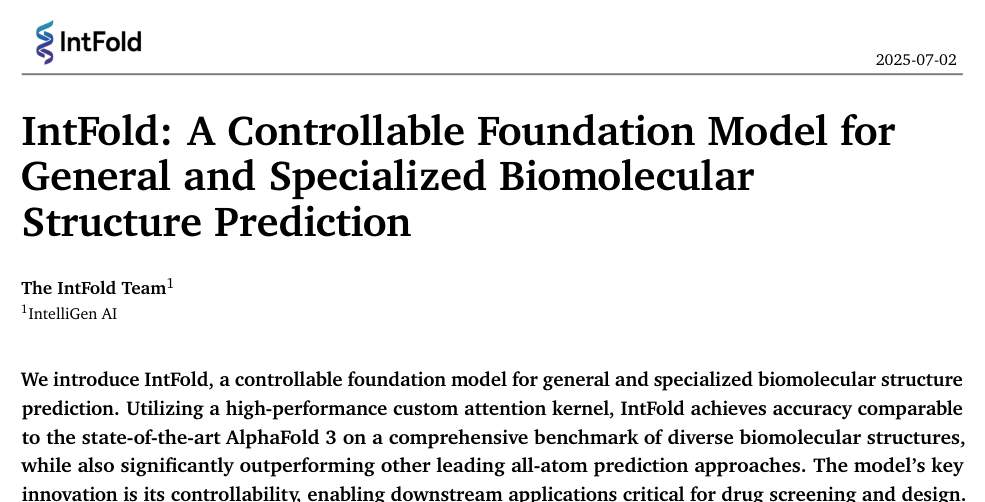 IntFold
2025-07-02
IntFold: A Controllable Foundation Model for
General and Specialized Biomolecular
Structure Prediction
The IntFold Team¹
¹IntelliGen AI
We introduce IntFold, a controllable foundation model for general and specialized biomolecular structure
prediction. Utilizing a high-performance custom attention kernel, IntFold achieves accuracy comparable
to the state-of-the-art AlphaFold 3 on a comprehensive benchmark of diverse biomolecular structures,
while also significantly outperforming other leading all-atom prediction approaches. The model’s key
innovation is its controllability, enabling downstream applications critical for drug screening and design.